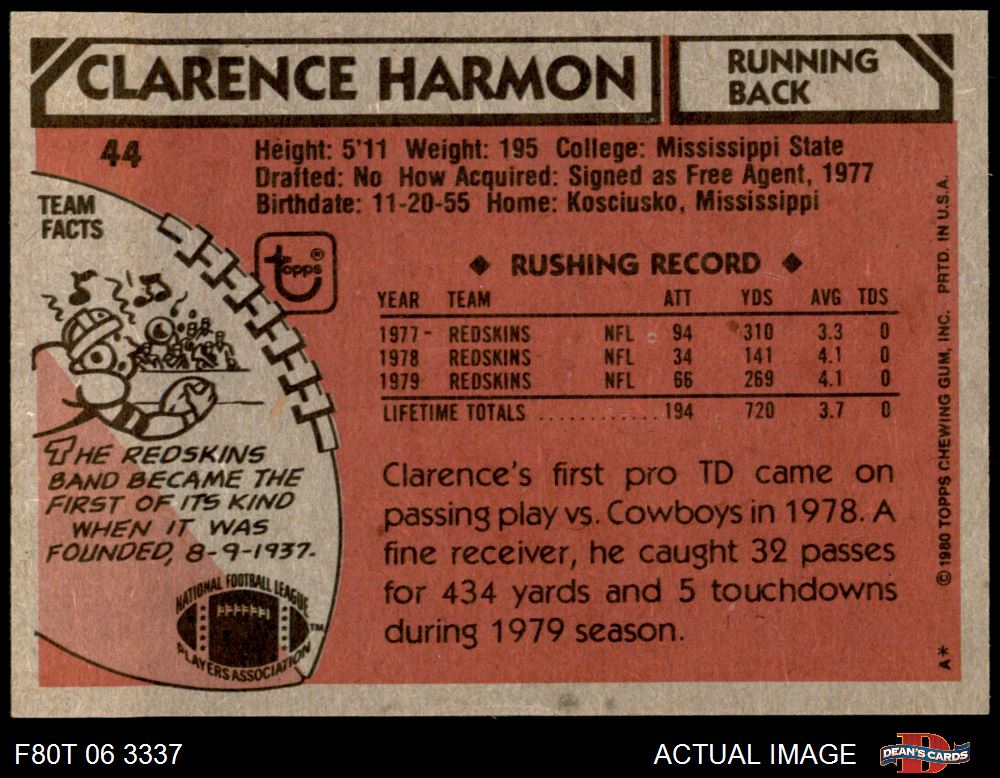 CLARENCE HARMON
RUNNING
BACK
44
Height: 5'11 Weight: 195 College: Mississippi State
Drafted: No How Acquired: Signed as Free Agent, 1977
Birthdate: 11-20-55 Home: Kosciusko, Mississippi
TEAM
FACTS
topps®
◆ RUSHING RECORD ◆
YEAR TEAM ATT YDS AVG TDS
1977 REDSKINS NFL 94 310 3.3 0
1978 REDSKINS NFL 34 141 4.1 0
1979 REDSKINS NFL 66 269 4.1 0
LIFETIME TOTALS ............. 194 720 3.7 0
THE REDSKINS
BAND BECAME THE
FIRST OF ITS KIND
WHEN IT WAS
FOUNDED, 8-9-1937.
NATIONAL FOOTBALL LEAGUE
PLAYERS ASSOCIATION
TM
Clarence's first pro TD came on
passing play vs. Cowboys in 1978. A
fine receiver, he caught 32 passes
for 434 yards and 5 touchdowns
during 1979 season.
A* © 1980 TOPPS CHEWING GUM, INC. PRTD. IN U.S.A.
F80T 06 3337
ACTUAL IMAGE
D
DEAN'S CARDS